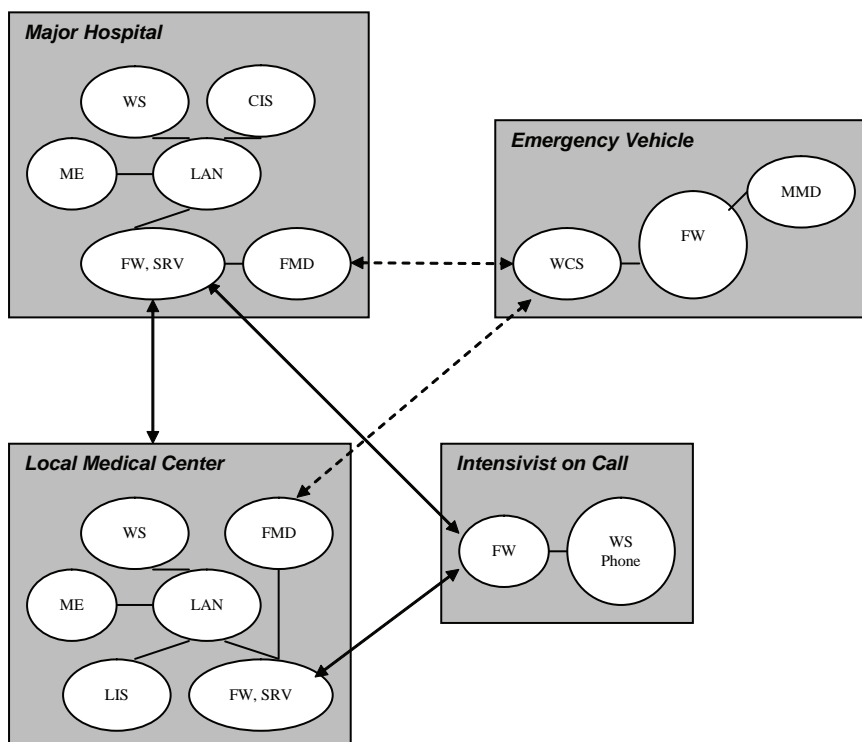 Major Hospital
WS
CIS
ME
LAN
FW, SRV
FMD
Emergency Vehicle
MMD
FW
WCS
Local Medical Center
WS
FMD
ME
LAN
LIS
FW, SRV
Intensivist on Call
FW
WS
Phone